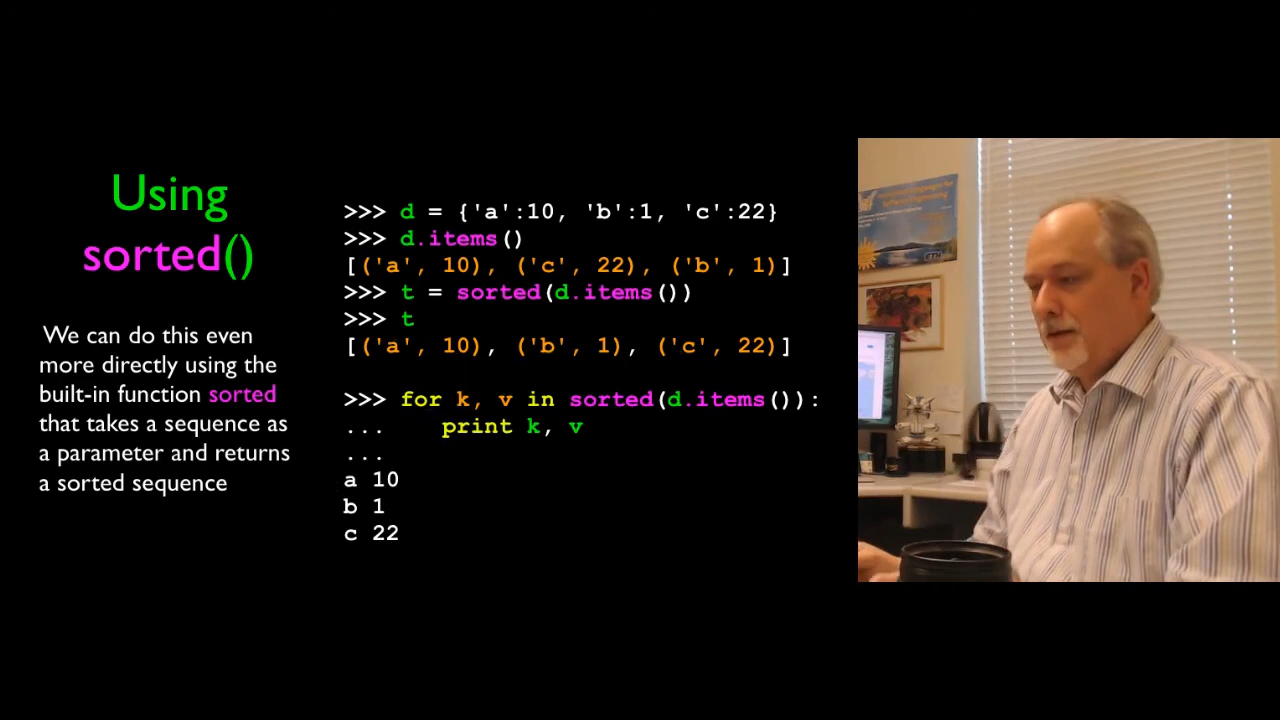 Using
sorted()
We can do this even
more directly using the
built-in function sorted
that takes a sequence as
a parameter and returns
a sorted sequence
>>> d = {'a':10, 'b':1, 'c':22}
>>> d.items()
[('a', 10), ('c', 22), ('b', 1)]
>>> t = sorted(d.items())
>>> t
[('a', 10), ('b', 1), ('c', 22)]
>>> for k, v in sorted(d.items()):
...     print k, v
...
a 10
b 1
c 22